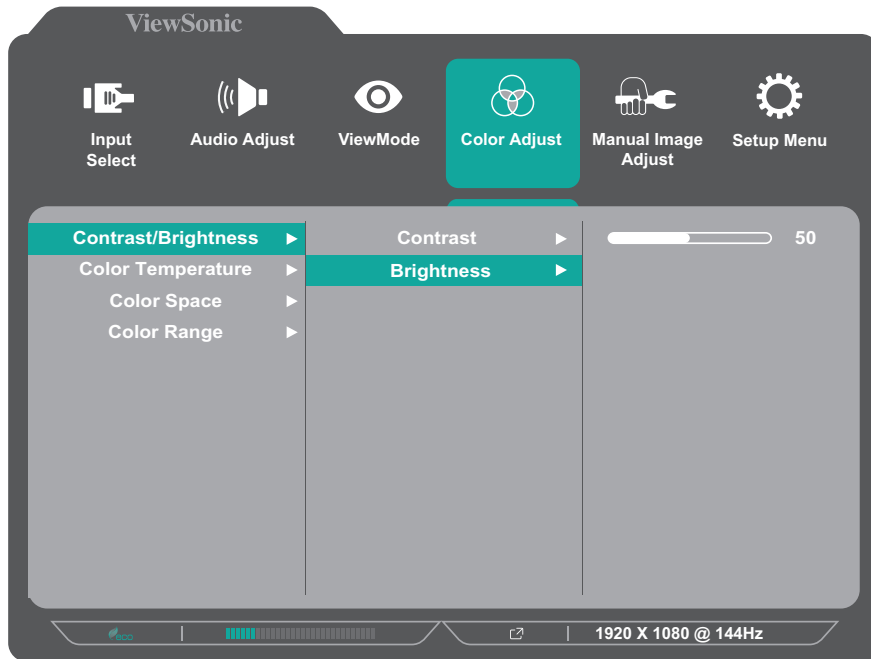 ViewSonic
Input
Select
Audio Adjust
ViewMode
Color Adjust
Manual Image
Adjust
Setup Menu
Contrast/Brightness
Contrast
50
Color Temperature
Brightness
Color Space
Color Range
eco
1920 X 1080 @ 144Hz